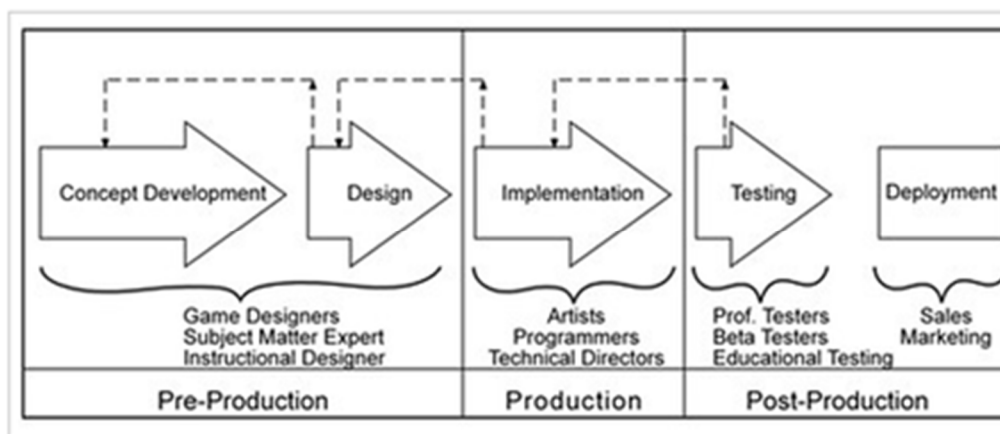 Concept Development
Design
Implementation
Testing
Deployment
Game Designers
Subject Matter Expert
Instructional Designer
Artists
Programmers
Technical Directors
Prof. Testers
Beta Testers
Educational Testing
Sales
Marketing
Pre-Production
Production
Post-Production